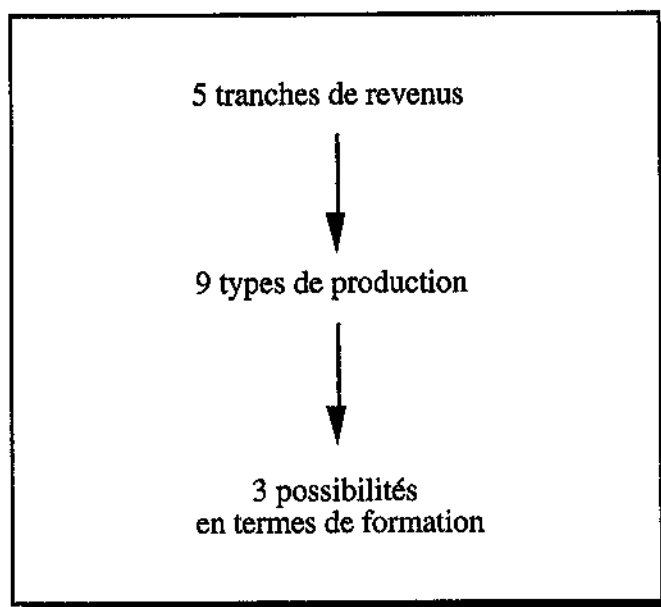 5 tranches de revenus
9 types de production
3 possibilités
en termes de formation